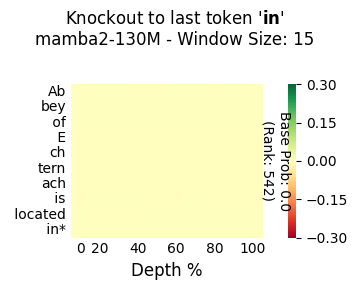 Knockout to last token 'in'
mamba2-130M - Window Size: 15
Ab
bey
of
E
ch
tern
ach
is
located
in*
0 20 40 60 80 100
Depth %
0.30
0.15
0.00
-0.15
-0.30
Base Prob: 0.0
(Rank: 542)